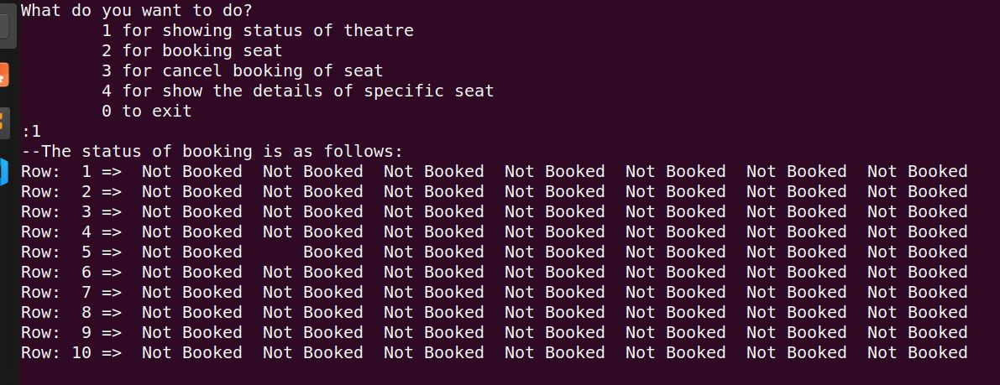 What do you want to do?
        1 for showing status of theatre
        2 for booking seat
        3 for cancel booking of seat
        4 for show the details of specific seat
        0 to exit
:1
--The status of booking is as follows:
Row:  1 =>  Not Booked  Not Booked  Not Booked  Not Booked  Not Booked  Not Booked  Not Booked
Row:  2 =>  Not Booked  Not Booked  Not Booked  Not Booked  Not Booked  Not Booked  Not Booked
Row:  3 =>  Not Booked  Not Booked  Not Booked  Not Booked  Not Booked  Not Booked  Not Booked
Row:  4 =>  Not Booked  Not Booked  Not Booked  Not Booked  Not Booked  Not Booked  Not Booked
Row:  5 =>  Not Booked      Booked  Not Booked  Not Booked  Not Booked  Not Booked  Not Booked
Row:  6 =>  Not Booked  Not Booked  Not Booked  Not Booked  Not Booked  Not Booked  Not Booked
Row:  7 =>  Not Booked  Not Booked  Not Booked  Not Booked  Not Booked  Not Booked  Not Booked
Row:  8 =>  Not Booked  Not Booked  Not Booked  Not Booked  Not Booked  Not Booked  Not Booked
Row:  9 =>  Not Booked  Not Booked  Not Booked  Not Booked  Not Booked  Not Booked  Not Booked
Row: 10 =>  Not Booked  Not Booked  Not Booked  Not Booked  Not Booked  Not Booked  Not Booked